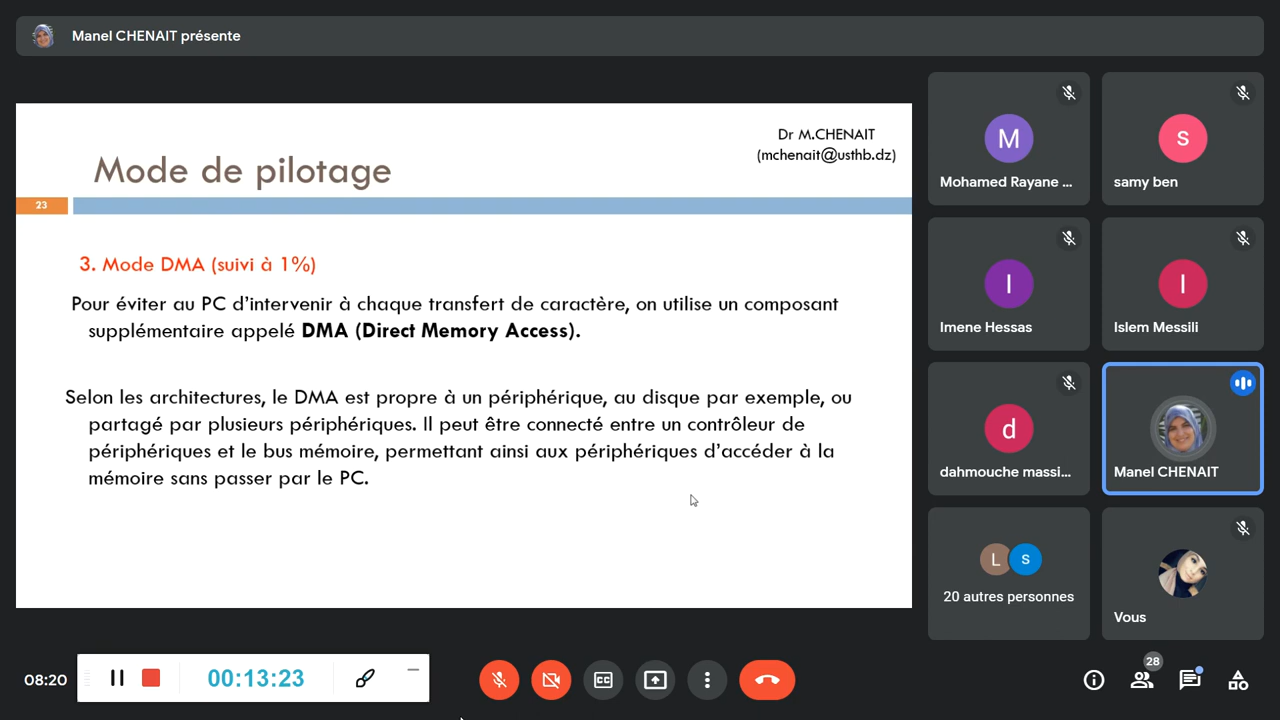 Manel CHENAIT présente
Dr M.CHENAIT
(mchenait@usthb.dz)
Mode de pilotage
23
3. Mode DMA (suivi à 1%)
Pour éviter au PC d'intervenir à chaque transfert de caractère, on utilise un composant
supplémentaire appelé DMA (Direct Memory Access).
Selon les architectures, le DMA est propre à un périphérique, au disque par exemple, ou
partagé par plusieurs périphériques. Il peut être connecté entre un contrôleur de
périphériques et le bus mémoire, permettant ainsi aux périphériques d'accéder à la
mémoire sans passer par le PC.
M
Mohamed Rayane ...
s
samy ben
I
Imene Hessas
I
Islem Messili
d
dahmouche massi...
Manel CHENAIT
L
s
20 autres personnes
Vous
08:20
00:13:23
28